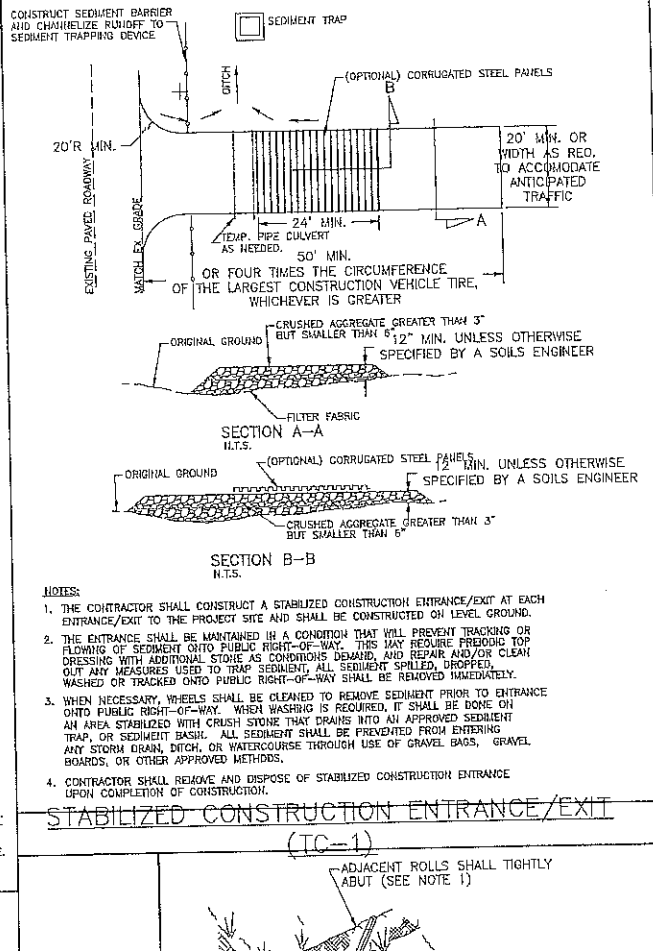 CONSTRUCT SEDIMENT BARRIER
AND CHANNELIZE RUNOFF TO
SEDIMENT TRAPPING DEVICE
SEDIMENT TRAP
DITCH
(OPTIONAL) CORRUGATED STEEL PANELS
B
20'R MIN.
20' MIN. OR
WIDTH AS REQ.
TO ACCOMODATE
ANTICIPATED
TRAFFIC
EXISTING PAVED ROADWAY
MATCH EX. GRADE
24' MIN.
A
TEMP. PIPE CULVERT
AS NEEDED.
50' MIN.
OR FOUR TIMES THE CIRCUMFERENCE
OF THE LARGEST CONSTRUCTION VEHICLE TIRE,
WHICHEVER IS GREATER
CRUSHED AGGREGATE GREATER THAN 3"
BUT SMALLER THAN 6"
ORIGINAL GROUND
12" MIN. UNLESS OTHERWISE
SPECIFIED BY A SOILS ENGINEER
FILTER FABRIC
SECTION A-A
N.T.S.
(OPTIONAL) CORRUGATED STEEL PANELS
12" MIN. UNLESS OTHERWISE
SPECIFIED BY A SOILS ENGINEER
ORIGINAL GROUND
CRUSHED AGGREGATE GREATER THAN 3"
BUT SMALLER THAN 6"
SECTION B-B
N.T.S.
NOTES:
1. THE CONTRACTOR SHALL CONSTRUCT A STABILIZED CONSTRUCTION ENTRANCE/EXIT AT EACH
ENTRANCE/EXIT TO THE PROJECT SITE AND SHALL BE CONSTRUCTED ON LEVEL GROUND.
2. THE ENTRANCE SHALL BE MAINTAINED IN A CONDITION THAT WILL PREVENT TRACKING OR
FLOWING OF SEDIMENT ONTO PUBLIC RIGHT-OF-WAY. THIS MAY REQUIRE PREIODIC TOP
DRESSING WITH ADDITIONAL STONE AS CONDITIONS DEMAND, AND REPAIR AND/OR CLEAN
OUT ANY MEASURES USED TO TRAP SEDIMENT, ALL SEDIMENT SPILLED, DROPPED,
WASHED OR TRACKED ONTO PUBLIC RIGHT-OF-WAY SHALL BE REMOVED IMMEDIATELY.
3. WHEN NECESSARY, WHEELS SHALL BE CLEANED TO REMOVE SEDIMENT PRIOR TO ENTRANCE
ONTO PUBLIC RIGHT-OF-WAY. WHEN WASHING IS REQUIRED, IT SHALL BE DONE ON
AN AREA STABILIZED WITH CRUSH STONE THAT DRAINS INTO AN APPROVED SEDIMENT
TRAP, OR SEDIMENT BASIN. ALL SEDIMENT SHALL BE PREVENTED FROM ENTERING
ANY STORM DRAIN, DITCH, OR WATERCOURSE THROUGH USE OF GRAVEL BAGS, GRAVEL
BOARDS, OR OTHER APPROVED METHODS.
4. CONTRACTOR SHALL REMOVE AND DISPOSE OF STABILIZED CONSTRUCTION ENTRANCE
UPON COMPLETION OF CONSTRUCTION.
STABILIZED CONSTRUCTION ENTRANCE/EXIT
(TC-1)
ADJACENT ROLLS SHALL TIGHTLY
ABUT (SEE NOTE 1)